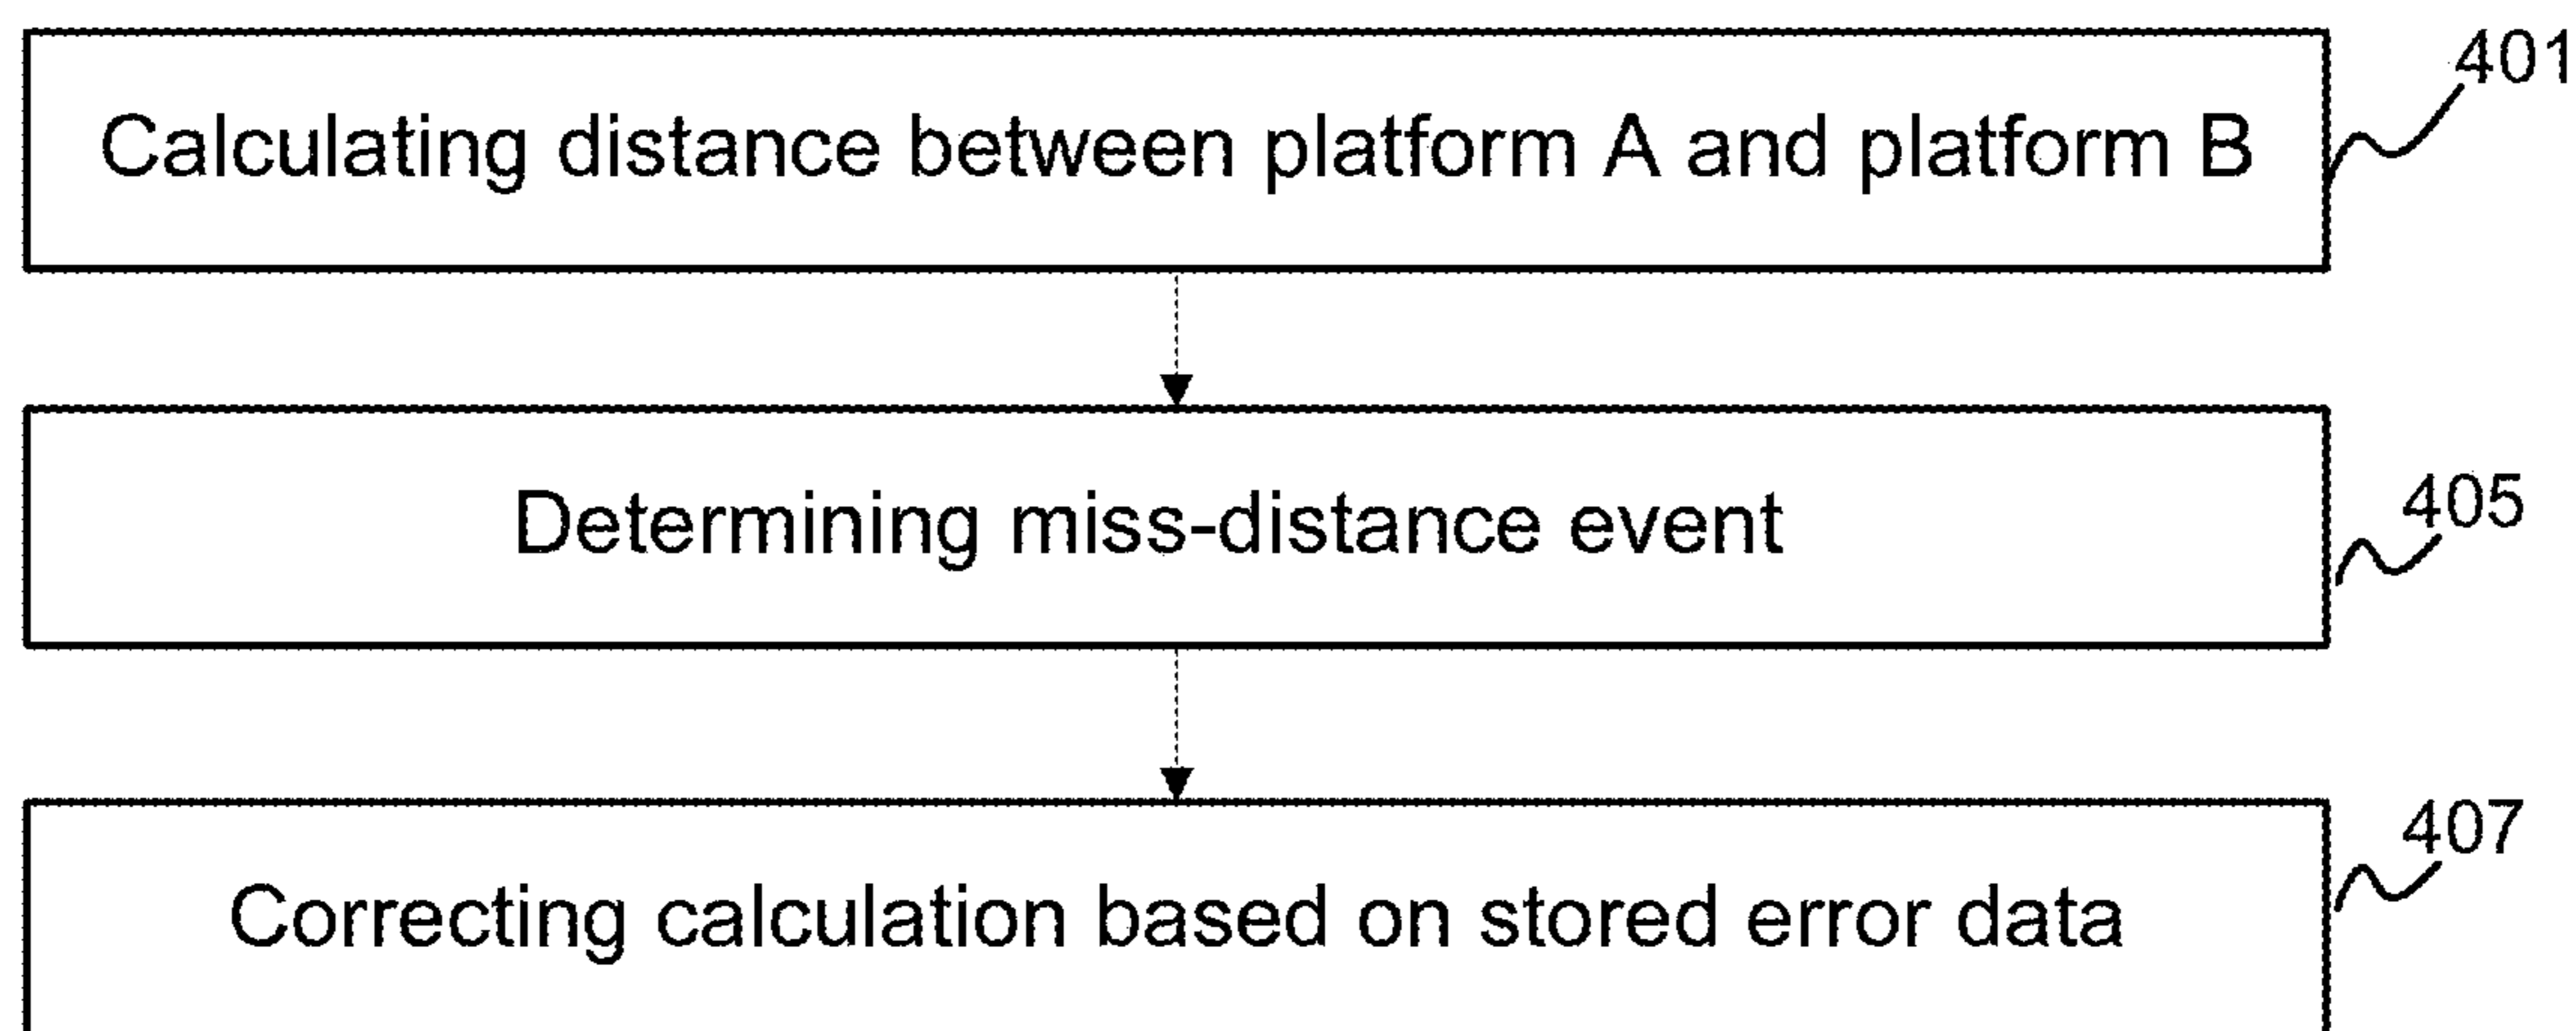 401
Calculating distance between platform A and platform B
405
Determining miss-distance event
407
Correcting calculation based on stored error data